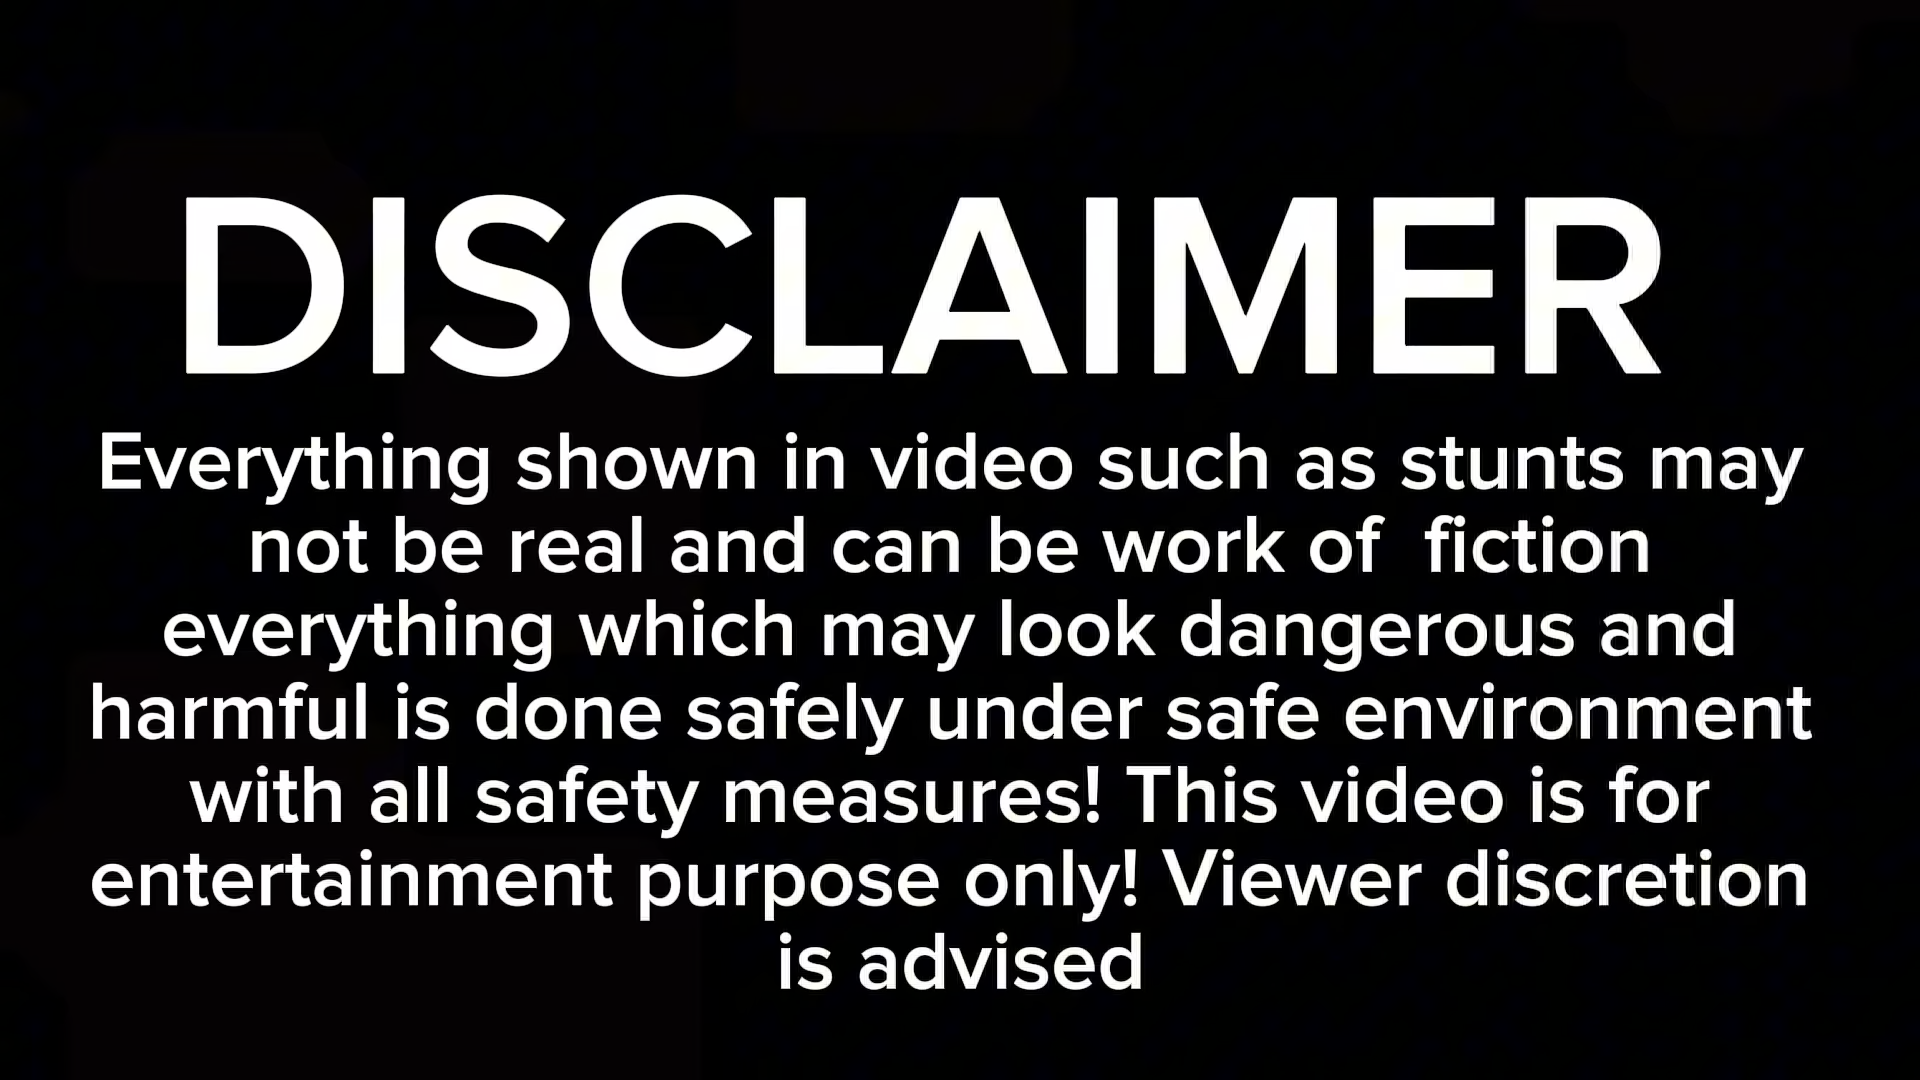 DISCLAIMER
Everything shown in video such as stunts may
not be real and can be work of  fiction
everything which may look dangerous and
harmful is done safely under safe environment
with all safety measures! This video is for
entertainment purpose only! Viewer discretion
is advised